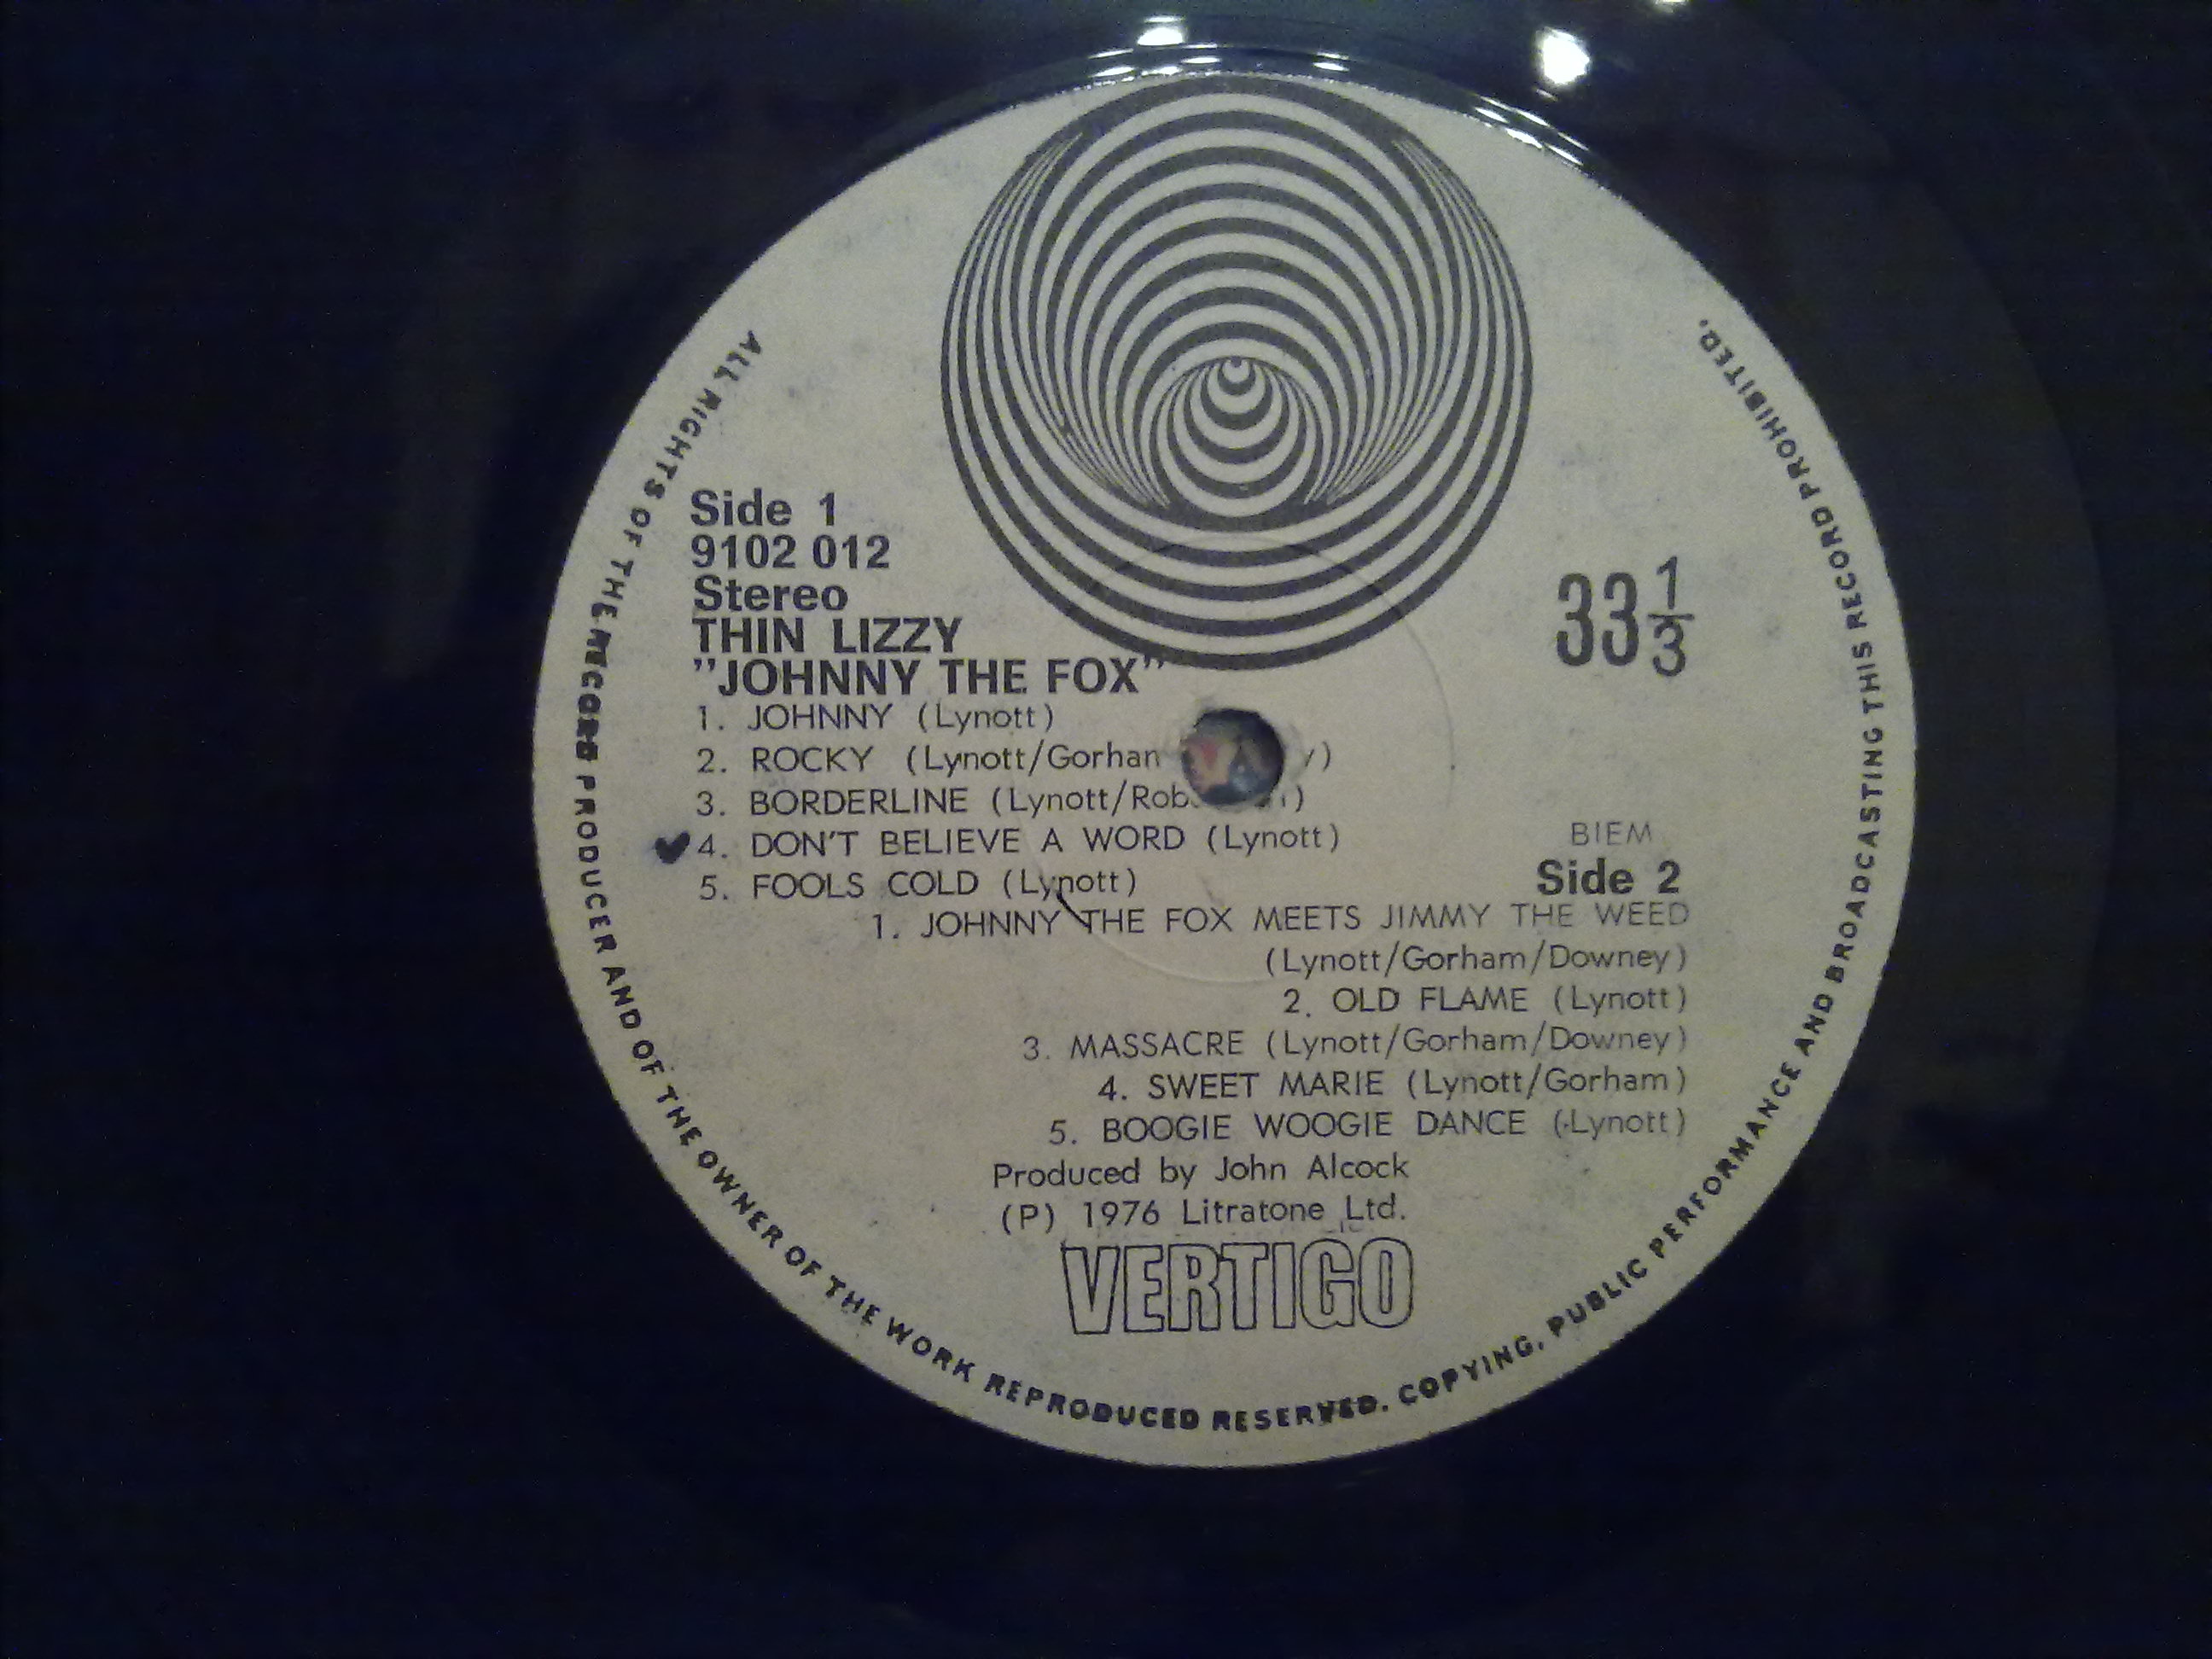 Side 1
9102 012
Stereo
THIN LIZZY
"JOHNNY THE FOX"
33 1/3
1. JOHNNY (Lynott)
2. ROCKY (Lynott/Gorham
3. BORDERLINE (Lynott/
4. DON'T BELIEVE A WORD (Lynott)
5. FOOLS COLD (Lynott)
BIEM
Side 2
1. JOHNNY THE FOX MEETS JIMMY THE WEED
(Lynott/Gorham/Downey)
2. OLD FLAME (Lynott)
3. MASSACRE (Lynott/Gorham/Downey)
4. SWEET MARIE (Lynott/Gorham)
5. BOOGIE WOOGIE DANCE (Lynott)
Produced by John Alcock
(P) 1976 Litratone Ltd.
VERTIGO
ALL RIGHTS OF THE RECORD PRODUCER AND OF THE OWNER OF THE WORK REPRODUCED RESERVED. COPYING, PUBLIC PERFORMANCE AND BROADCASTING THIS RECORD PROHIBITED.